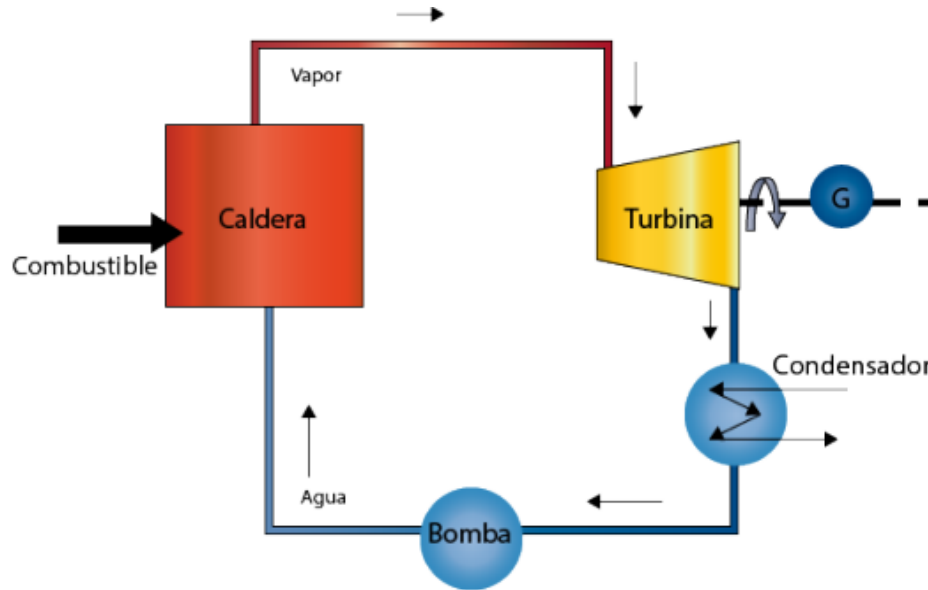 Vapor
Caldera
Turbina
G
Combustible
Condensador
Agua
Bomba